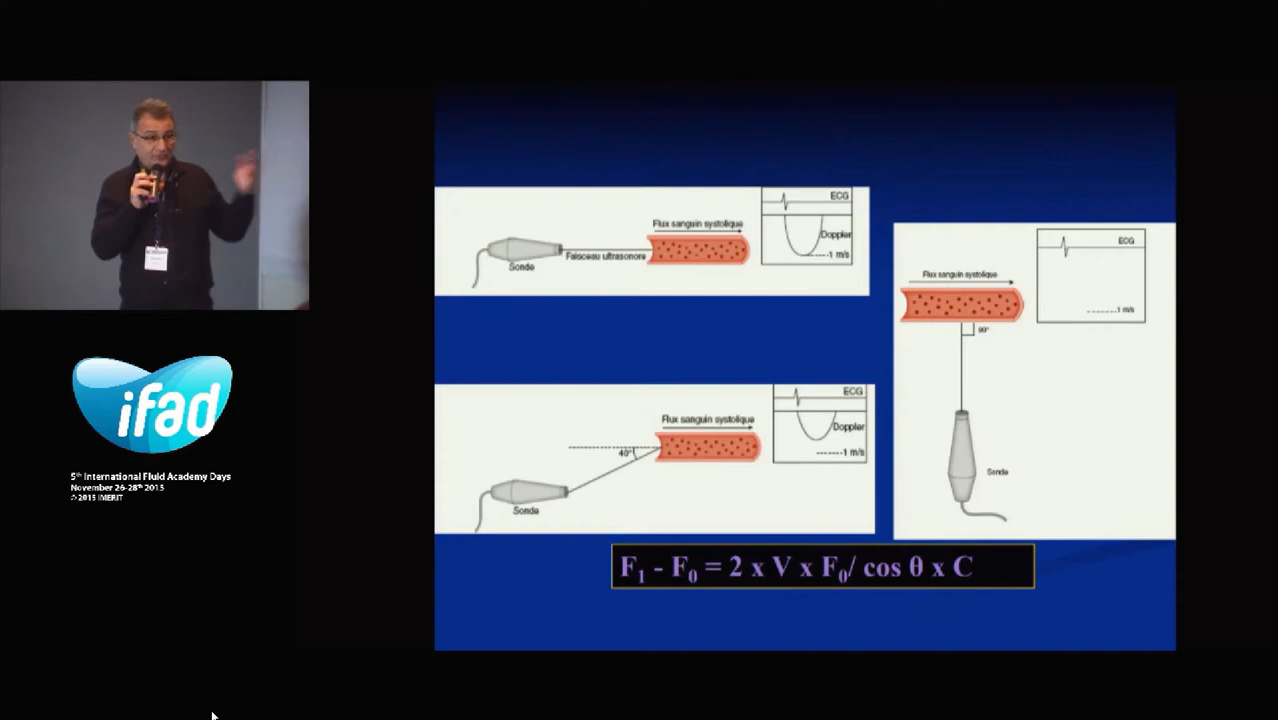 ifad
5th International Fluid Academy Days
November 26-28th 2015
© 2015 IMERIT
ECG
Flux sanguin systolique
Doppler
Faisceau ultrasonore
1 m/s
Sonde
ECG
Flux sanguin systolique
Doppler
40°
1 m/s
Sonde
ECG
Flux sanguin systolique
1 m/s
90°
Sonde
F₁ - F₀ = 2 x V x F₀/ cos θ x C